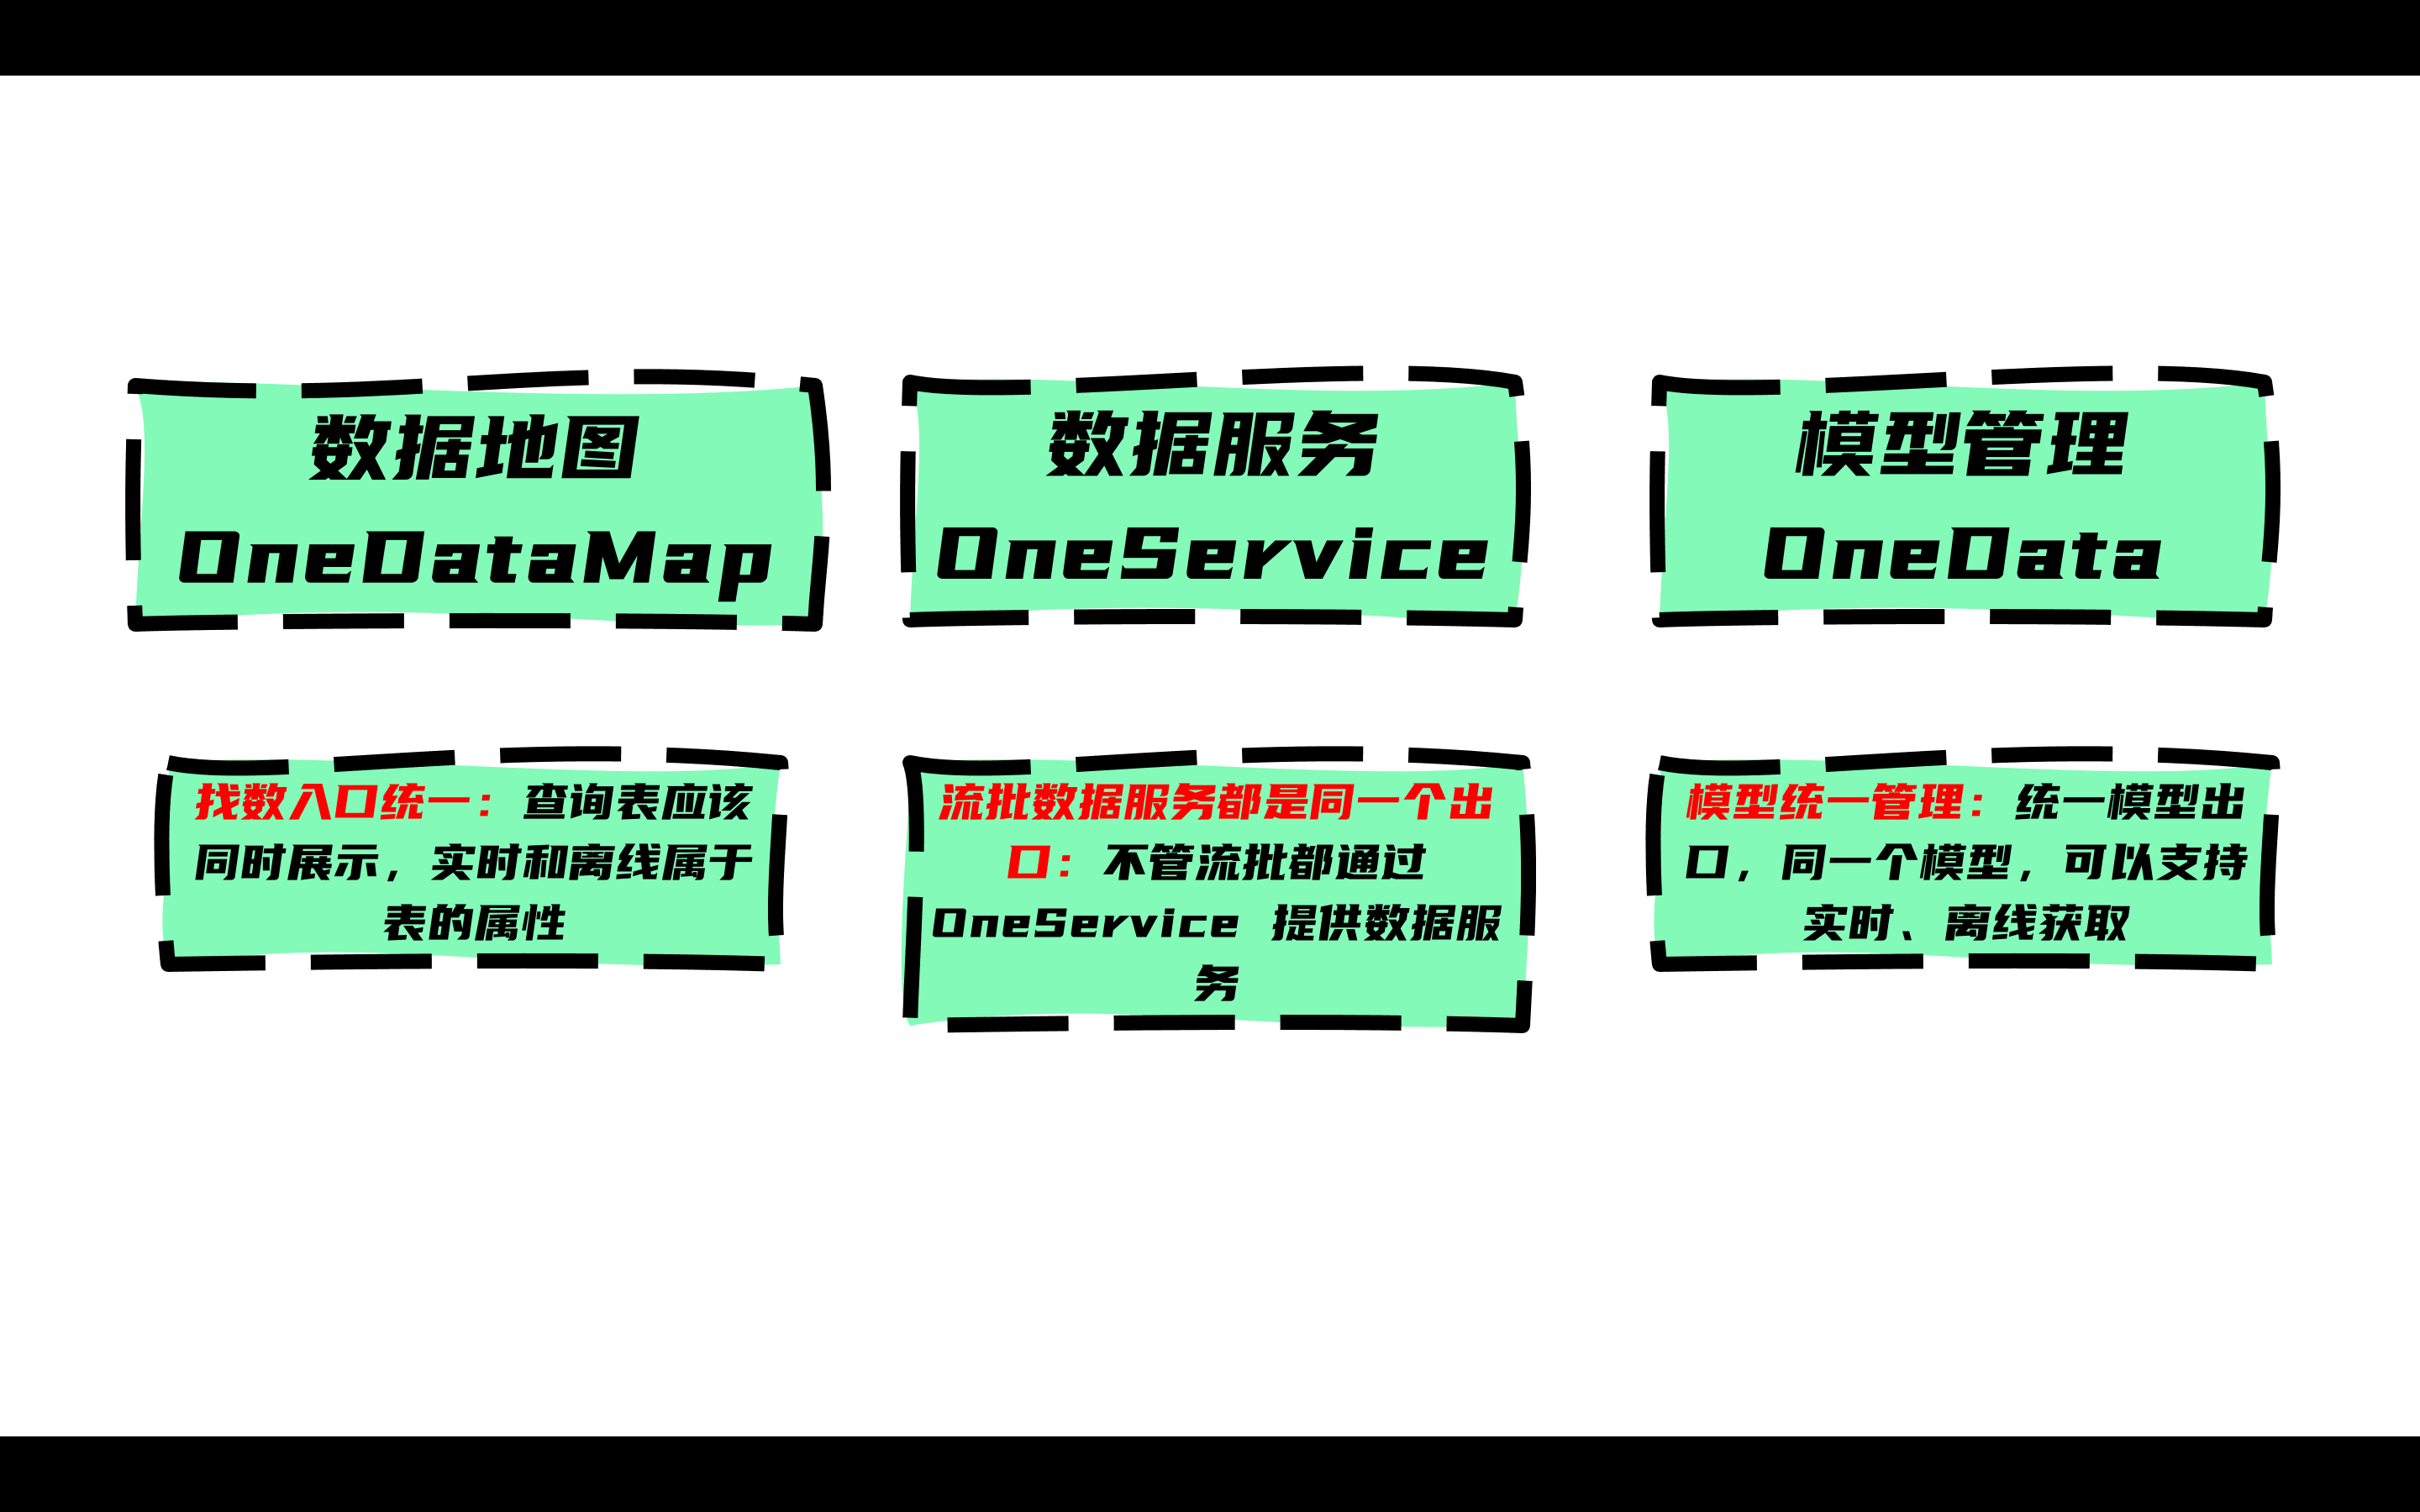 数据地图
OneDataMap
数据服务
OneService
模型管理
OneData
找数入口统一：查询表应该
同时展示，实时和离线属于
表的属性
流批数据服务都是同一个出
口：不管流批都通过
OneService 提供数据服
务
模型统一管理：统一模型出
口，同一个模型，可以支持
实时、离线获取